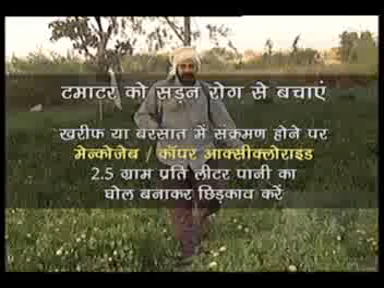 टमाटर को सड़न रोग से बचाएं
खरीफ या बरसात में संक्रमण होने पर
मेन्कोजेब / कॉपर आक्सीक्लोराइड
2.5 ग्राम प्रति लीटर पानी का
घोल बनाकर छिड़काव करें